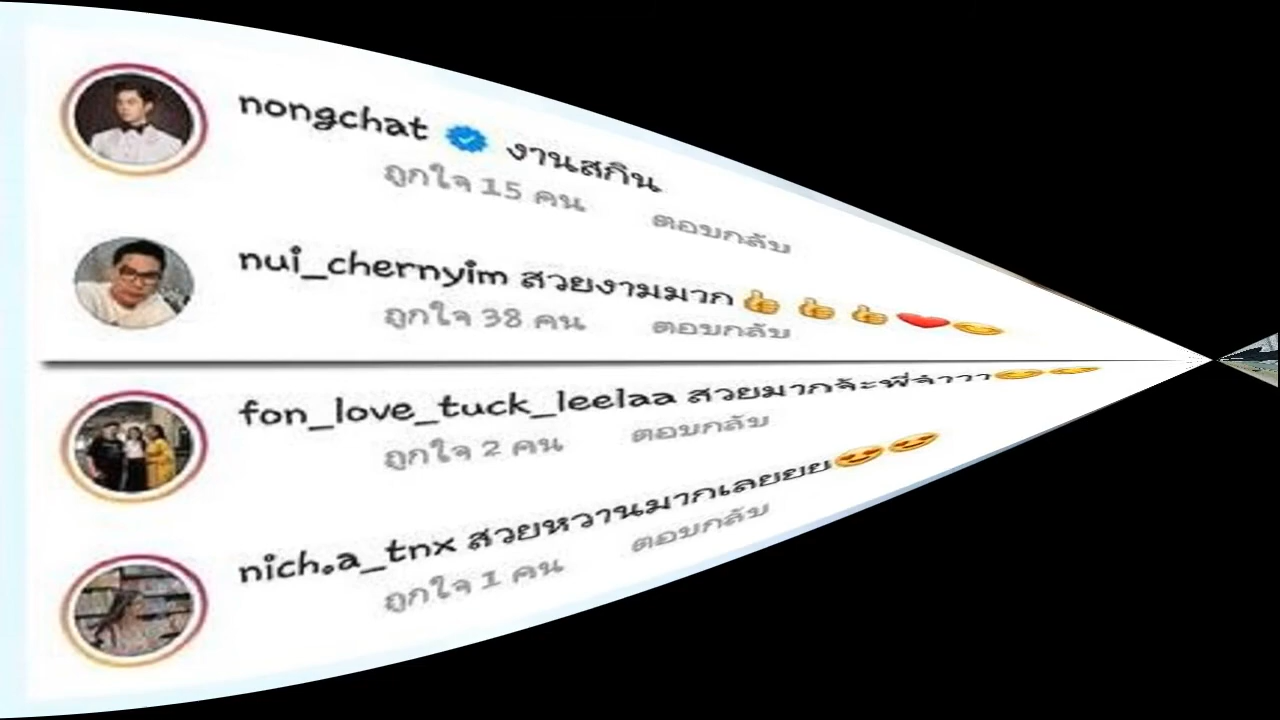 nongchat งานสกิน
ถูกใจ 15 คน ตอบกลับ
nui_chernyim สวยงามมาก👍👍👍❤️😊
ถูกใจ 38 คน ตอบกลับ
fon_love_tuck_leelaa สวยมากจ้ะพี่จ๋าาา
ถูกใจ 2 คน ตอบกลับ
nich.a_tnx สวยหวานมากเลยยย😍😍
ถูกใจ 1 คน ตอบกลับ